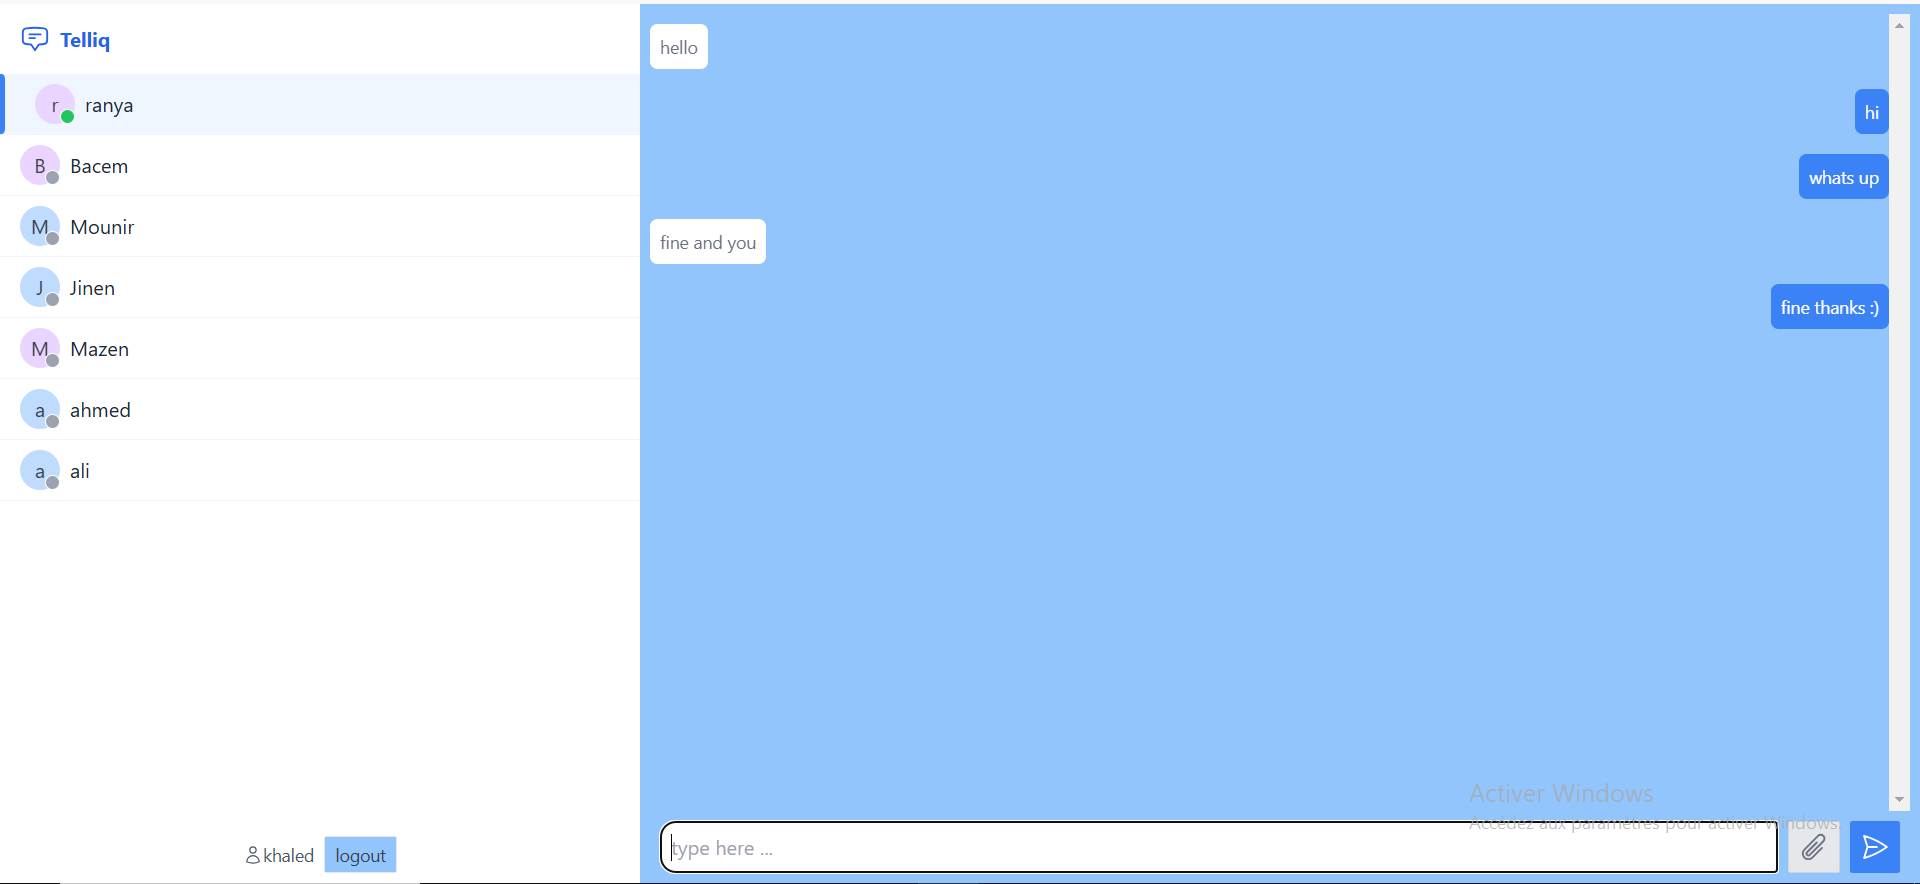 Telliq
r ranya
B Bacem
M Mounir
J Jinen
M Mazen
a ahmed
a ali
khaled logout
hello
hi
whats up
fine and you
fine thanks :)
Activer Windows
Accédez aux paramètres pour activer Windows.
type here ...